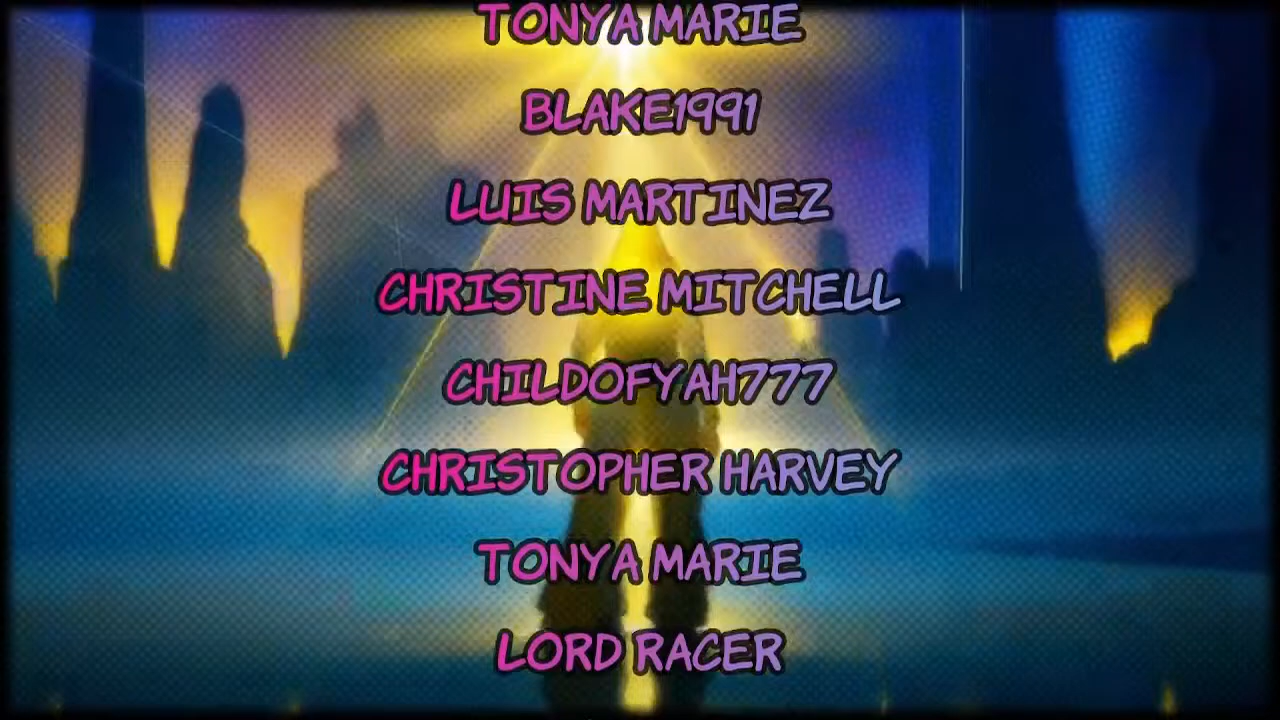 TONYA MARIE
BLAKE1991
LUIS MARTINEZ
CHRISTINE MITCHELL
CHILDOFYAH777
CHRISTOPHER HARVEY
TONYA MARIE
LORD RACER